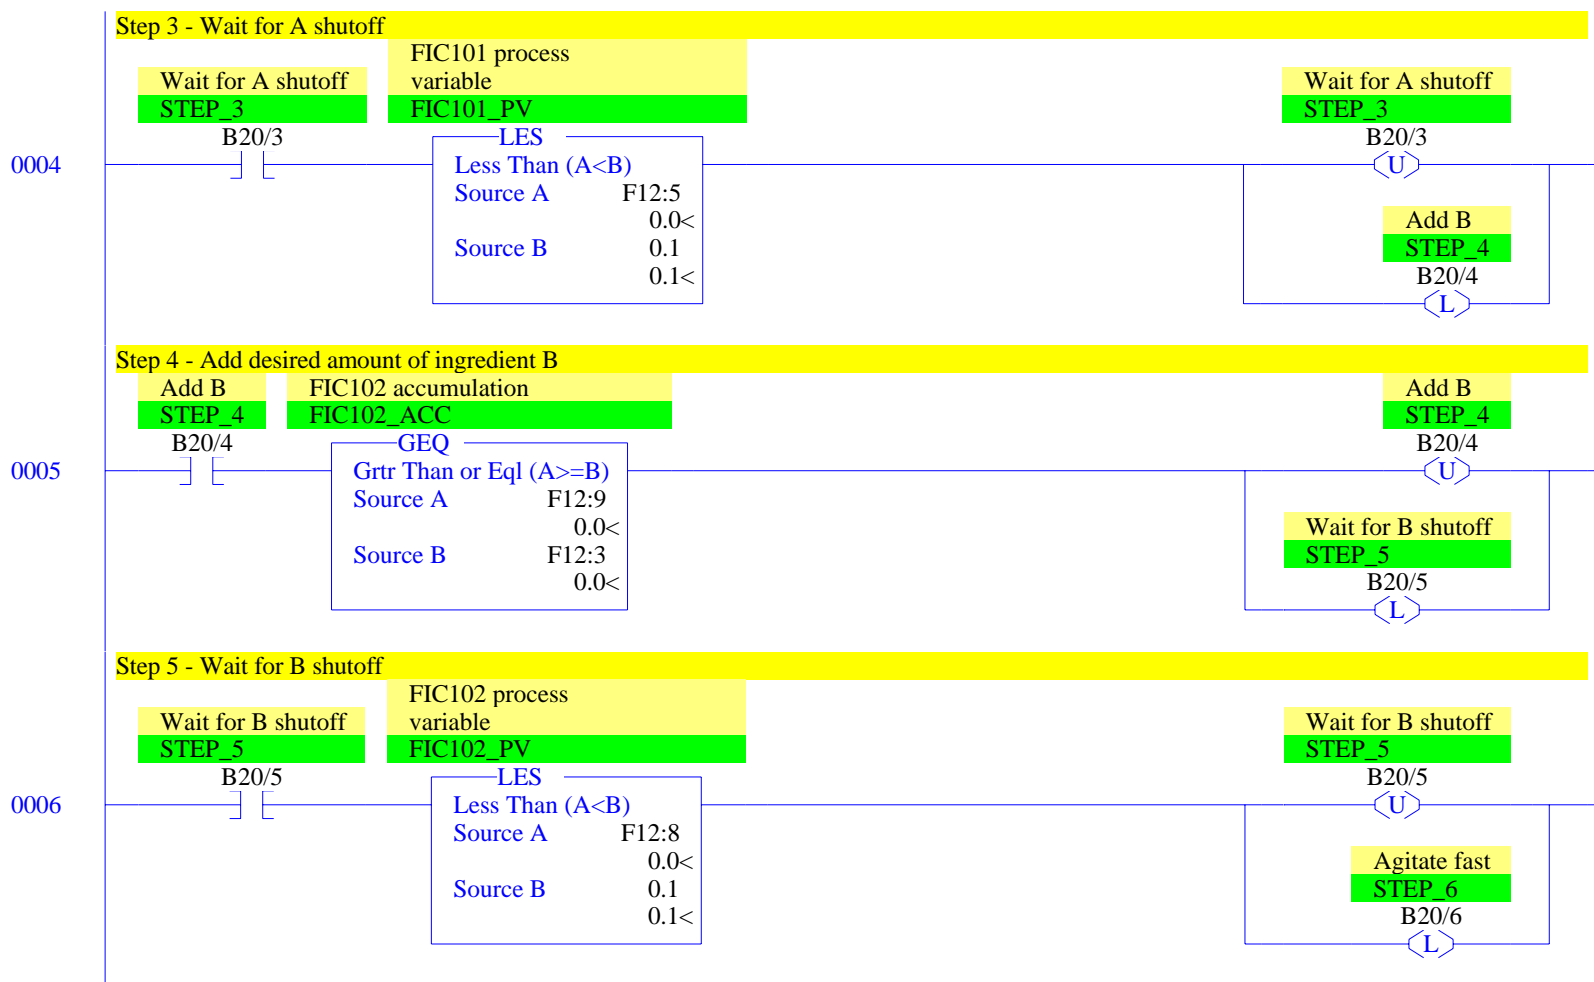 Step 3 - Wait for A shutoff
FIC101 process
Wait for A shutoff variable Wait for A shutoff
STEP_3 FIC101_PV STEP_3
B20/3 LES B20/3
0004 Less Than (A<B) U
Source A F12:5
0.0<
Add B
Source B 0.1 STEP_4
0.1< B20/4
L
Step 4 - Add desired amount of ingredient B
Add B FIC102 accumulation Add B
STEP_4 FIC102_ACC STEP_4
B20/4 GEQ B20/4
0005 Grtr Than or Eql (A>=B) U
Source A F12:9
0.0< Wait for B shutoff
Source B F12:3 STEP_5
0.0< B20/5
L
Step 5 - Wait for B shutoff
FIC102 process
Wait for B shutoff variable Wait for B shutoff
STEP_5 FIC102_PV STEP_5
B20/5 LES B20/5
0006 Less Than (A<B) U
Source A F12:8
0.0< Agitate fast
Source B 0.1 STEP_6
0.1< B20/6
L